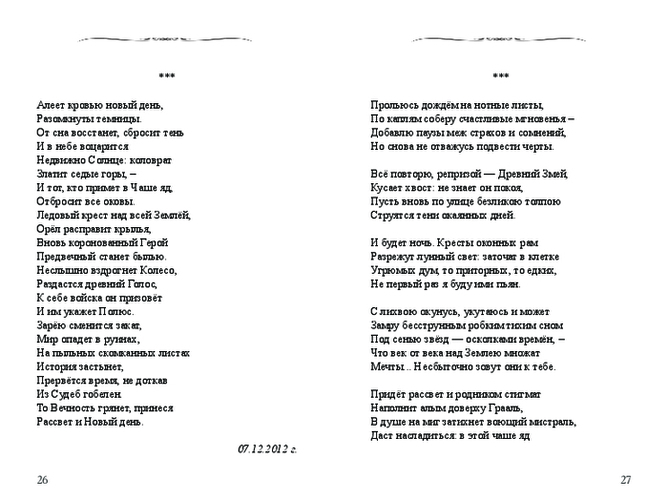 ***
Алеет кровью новый день,
Разомкнуты темницы.
От сна восстанет, сбросит тень
И в небе воцарится
Недвижно Солнце: коловрат
Златит седые горы, –
И тот, кто примет в Чаше яд,
Отбросит все оковы.
Ледовый крест над всей Землёй,
Орёл расправит крылья,
Вновь коронованный Герой
Предвечный станет былью.
Неслышно вздрогнет Колесо,
Раздастся древний Голос,
К себе войска он призовёт
И им укажет Полюс.
Зарёю сменится закат,
Мир опадет в руинах,
На пыльных скомканных листах
История застынет,
Прервётся время, не доткав
Из Судеб гобелен.
То Вечность грянет, принеся
Рассвет и Новый день.
07.12.2012 г.
26
***
Прольюсь дождём на нотные листы,
По каплям соберу счастливые мгновенья –
Добавлю паузы меж страхов и сомнений,
Но снова не отважусь подвести черты.
Всё повторю, репризой — Древний Змей,
Кусает хвост: не знает он покоя,
Пусть вновь по улице безликою толпою
Струятся тени окаянных дней.
И будет ночь. Кресты оконных рам
Разрежут лунный свет: заточат в клетке
Угрюмых дум, то приторных, то едких,
Не первый раз я буду ими пьян.
С лихвою окунусь, укутаюсь и может
Замру бесструнным робким тихим сном
Под сенью звёзд — осколками времён, –
Что век от века над Землею множат
Мечты... Несбыточно зовут они к тебе.
Придёт рассвет и родником стигмат
Наполнит алым доверху Грааль,
В душе на миг затихнет воющий мистраль,
Даст насладиться: в этой чаше яд
27